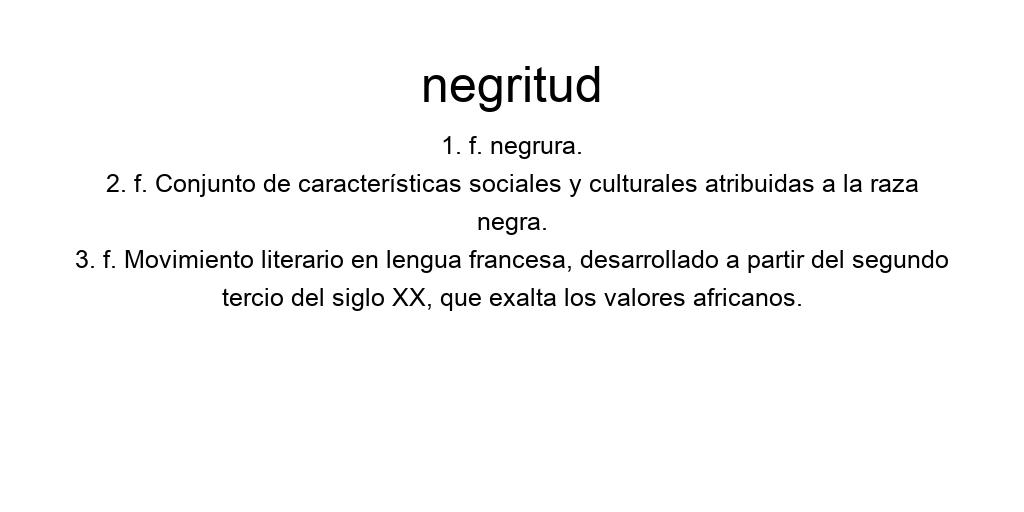 negritud
1. f. negrura.
2. f. Conjunto de características sociales y culturales atribuidas a la raza
negra.
3. f. Movimiento literario en lengua francesa, desarrollado a partir del segundo
tercio del siglo XX, que exalta los valores africanos.